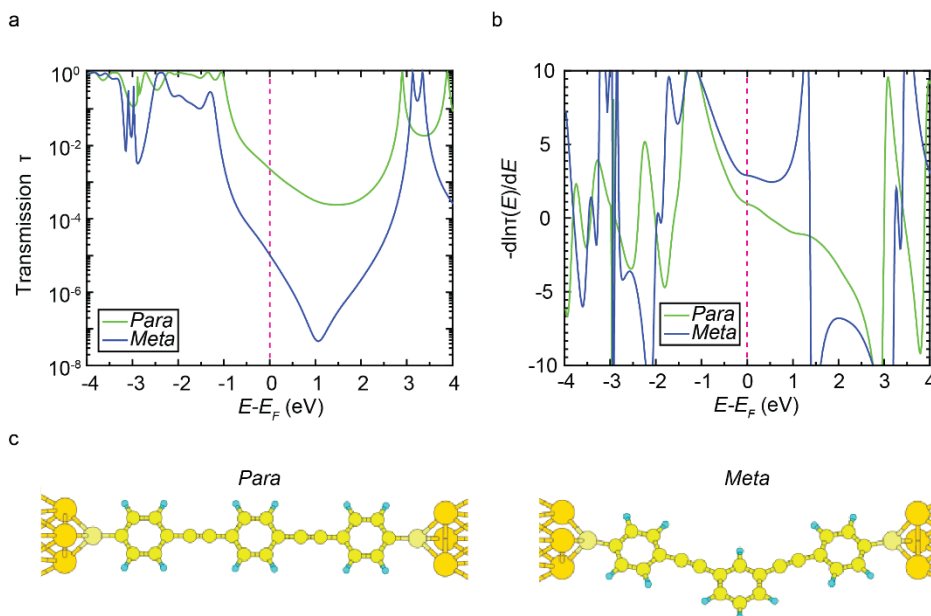 a
Transmission τ
10⁰
10⁻²
10⁻⁴
10⁻⁶
10⁻⁸
Para
Meta
-4 -3 -2 -1 0 1 2 3 4
E-E_F (eV)
b
-dlnτ(E)/dE
10
5
0
-5
-10
Para
Meta
-4 -3 -2 -1 0 1 2 3 4
E-E_F (eV)
c
Para
Meta